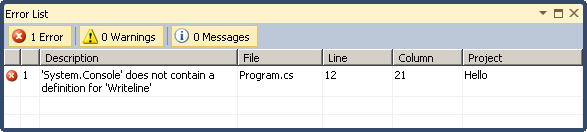 Error List
1 Error 0 Warnings 0 Messages
Description File Line Column Project
1 'System.Console' does not contain a Program.cs 12 21 Hello
definition for 'Writeline'